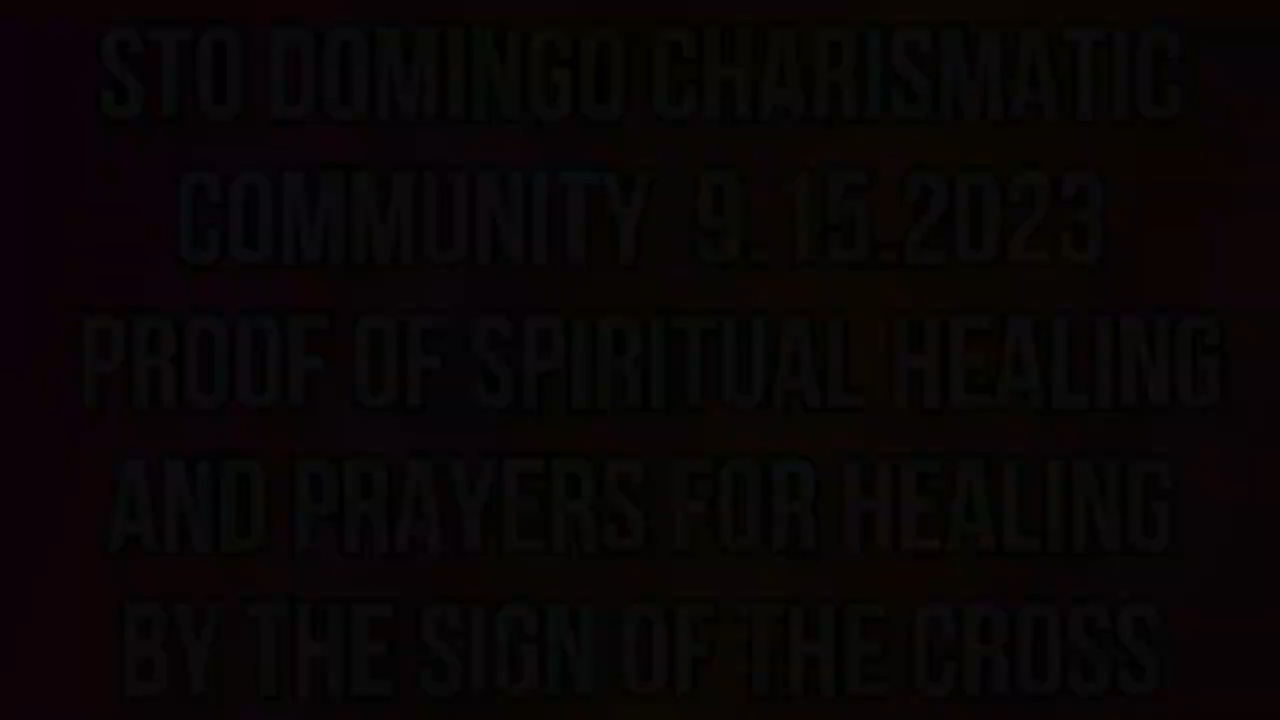 STO DOMINGO CHARISMATIC
COMMUNITY 9.15.2023
PROOF OF SPIRITUAL HEALING
AND PRAYERS FOR HEALING
BY THE SIGN OF THE CROSS